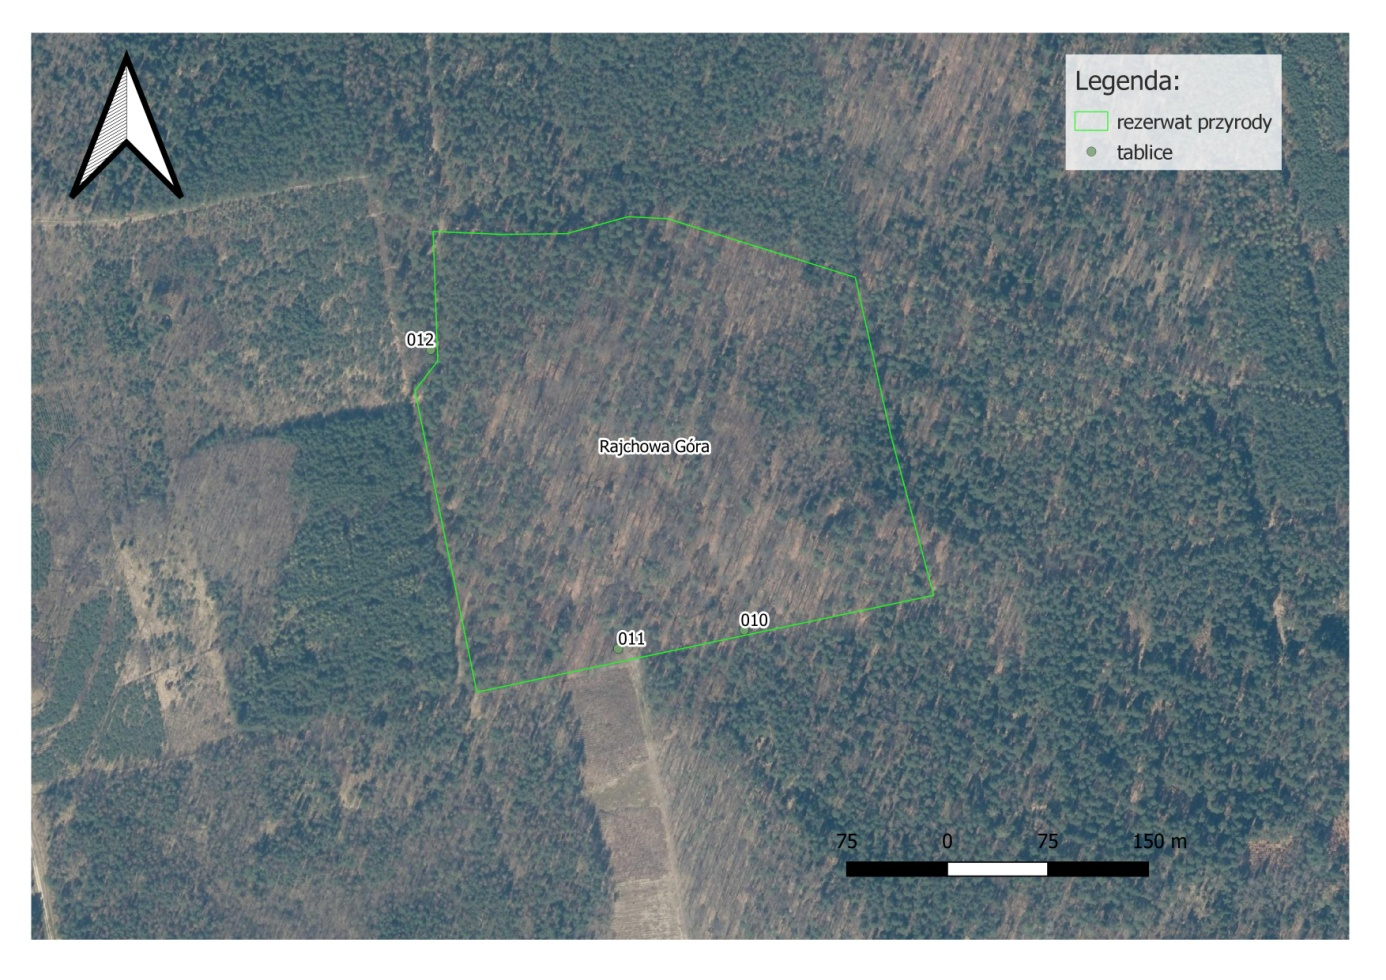 Legenda:
rezerwat przyrody
tablice
012
Rajchowa Góra
010
011
75 0 75 150 m